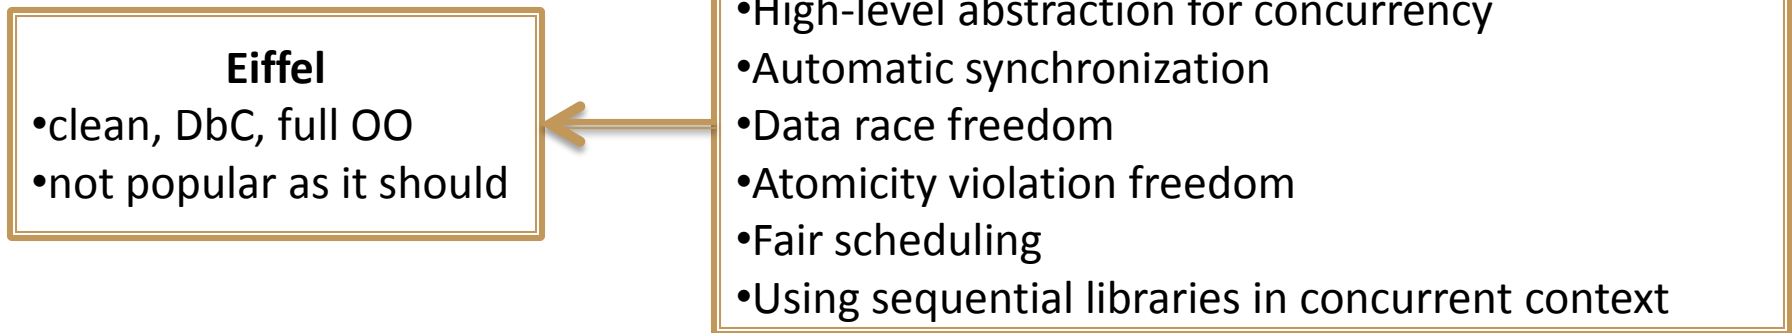 Eiffel
•clean, DbC, full OO
•not popular as it should
•High-level abstraction for concurrency
•Automatic synchronization
•Data race freedom
•Atomicity violation freedom
•Fair scheduling
•Using sequential libraries in concurrent context